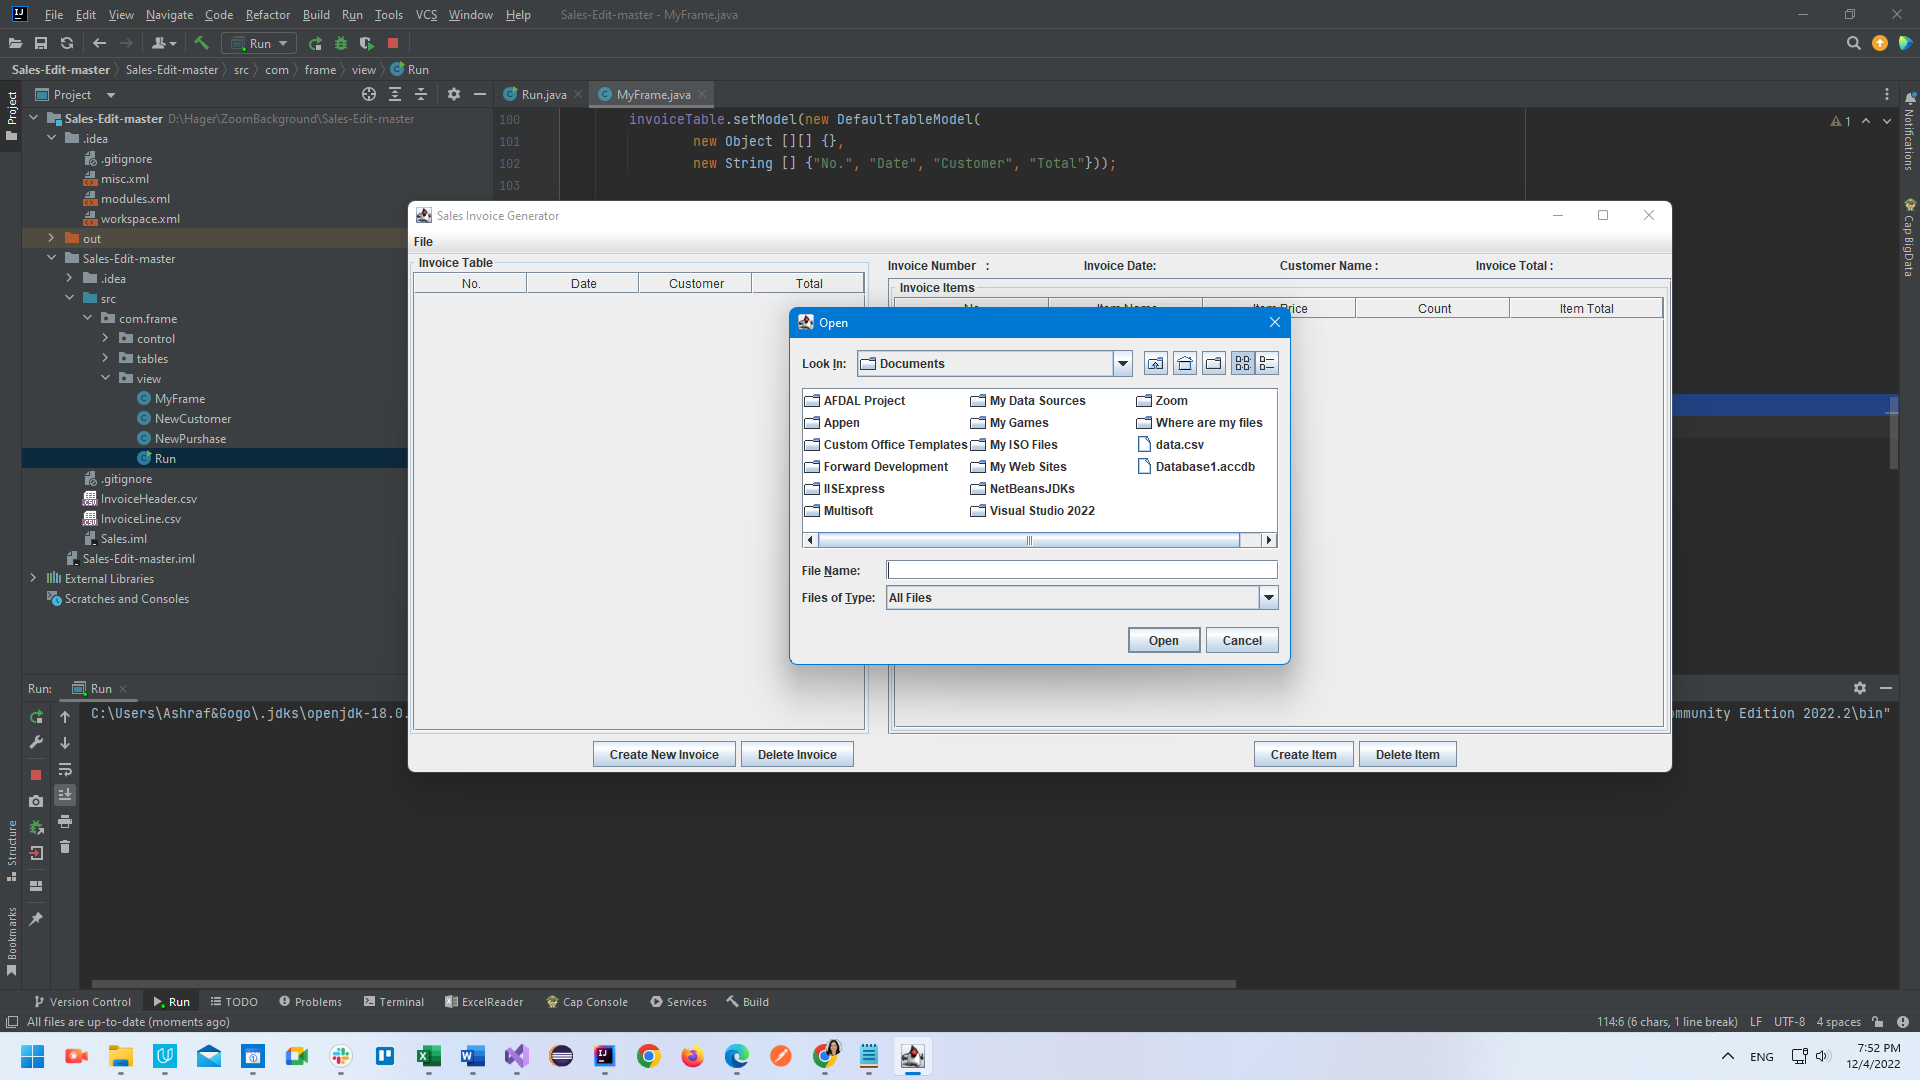 File Edit View Navigate Code Refactor Build Run Tools VCS Window Help Sales-Edit-master - MyFrame.java
Run
Sales-Edit-master Sales-Edit-master src com frame view Run
Project
Run.java MyFrame.java
Sales-Edit-master D:\Hager\ZoomBackground\Sales-Edit-master
.idea
.gitignore
misc.xml
modules.xml
workspace.xml
out
Sales-Edit-master
.idea
src
com.frame
control
tables
view
MyFrame
NewCustomer
NewPurshase
Run
.gitignore
InvoiceHeader.csv
InvoiceLine.csv
Sales.iml
Sales-Edit-master.iml
External Libraries
Scratches and Consoles
100 invoiceTable.setModel(new DefaultTableModel(
101 new Object [][] {},
102 new String [] {"No.", "Date", "Customer", "Total"}));
103
1
Project
Notifications
Cap BigData
Structure
Bookmarks
Sales Invoice Generator
File
Invoice Table
No. Date Customer Total
Invoice Number : Invoice Date: Customer Name : Invoice Total :
Invoice Items
Count Item Total
Open
Look In: Documents
AFDAL Project My Data Sources Zoom
Appen My Games Where are my files
Custom Office Templates My ISO Files data.csv
Forward Development My Web Sites Database1.accdb
IISExpress NetBeansJDKs
Multisoft Visual Studio 2022
File Name:
Files of Type: All Files
Open Cancel
Create New Invoice Delete Invoice Create Item Delete Item
Run: Run
C:\Users\Ashraf&Gogo\.jdks\openjdk-18.0. mmunity Edition 2022.2\bin"
Version Control Run TODO Problems Terminal ExcelReader Cap Console Services Build
All files are up-to-date (moments ago) 114:6 (6 chars, 1 line break) LF UTF-8 4 spaces
ENG
7:52 PM
12/4/2022